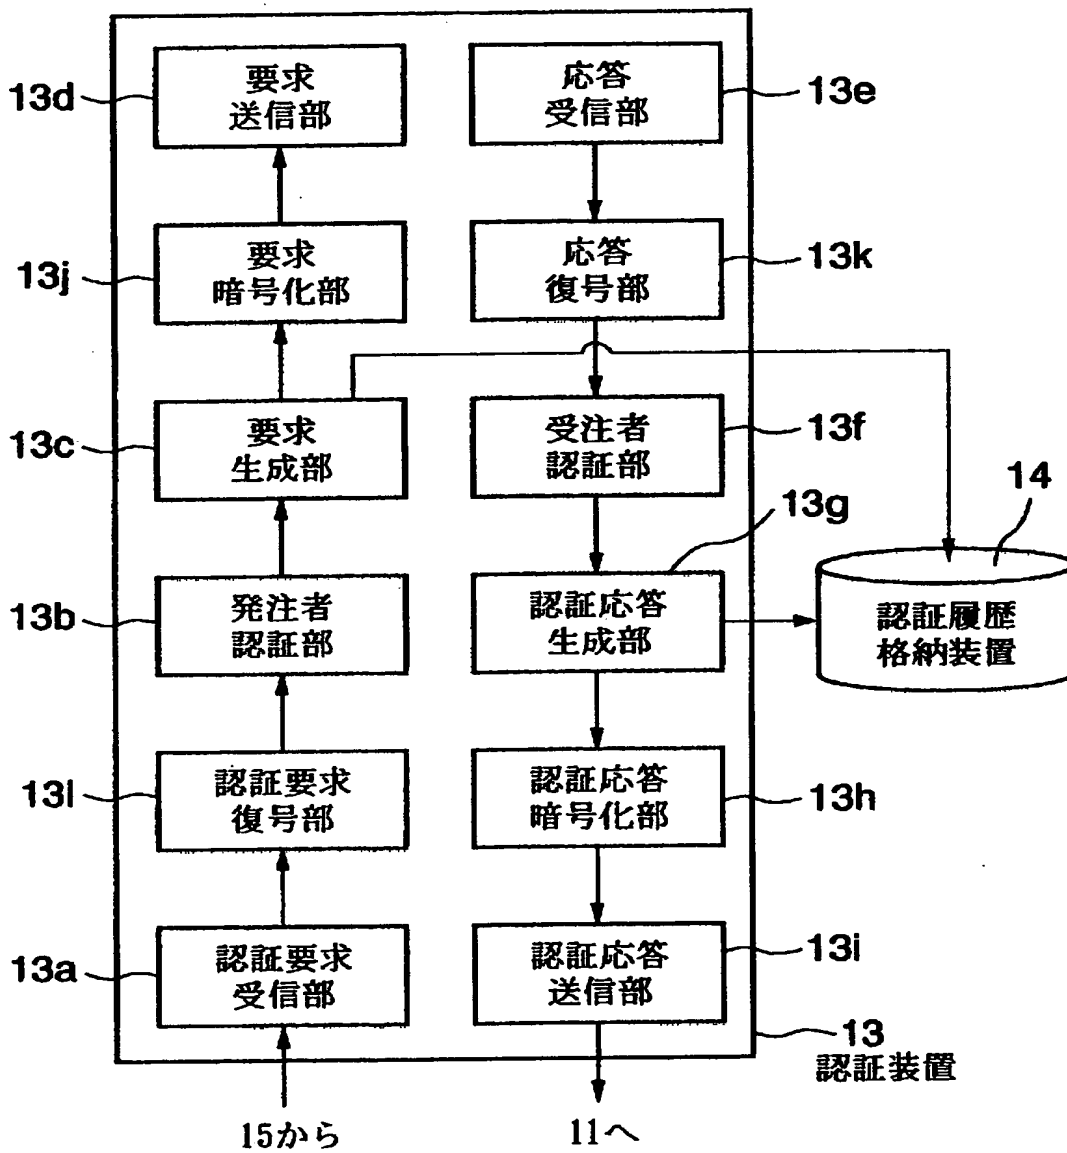 13d
要求
送信部
応答
受信部
13e
13j
要求
暗号化部
応答
復号部
13k
13c
要求
生成部
受注者
認証部
13f
13g
14
13b
発注者
認証部
認証応答
生成部
認証履歴
格納装置
13l
認証要求
復号部
認証応答
暗号化部
13h
13a
認証要求
受信部
認証応答
送信部
13i
13
認証装置
15から
11へ